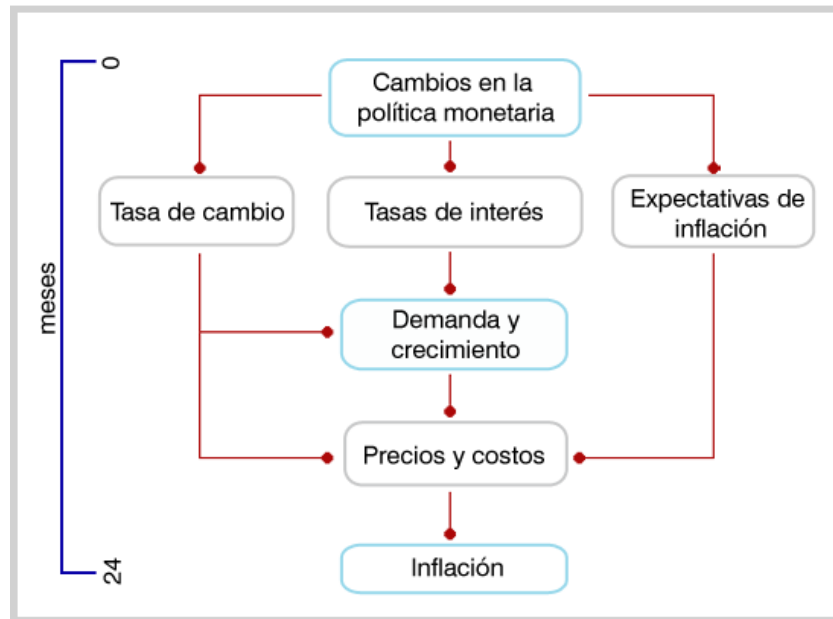 0
Cambios en la
política monetaria
Tasa de cambio
Tasas de interés
Expectativas de
inflación
meses
Demanda y
crecimiento
Precios y costos
Inflación
24